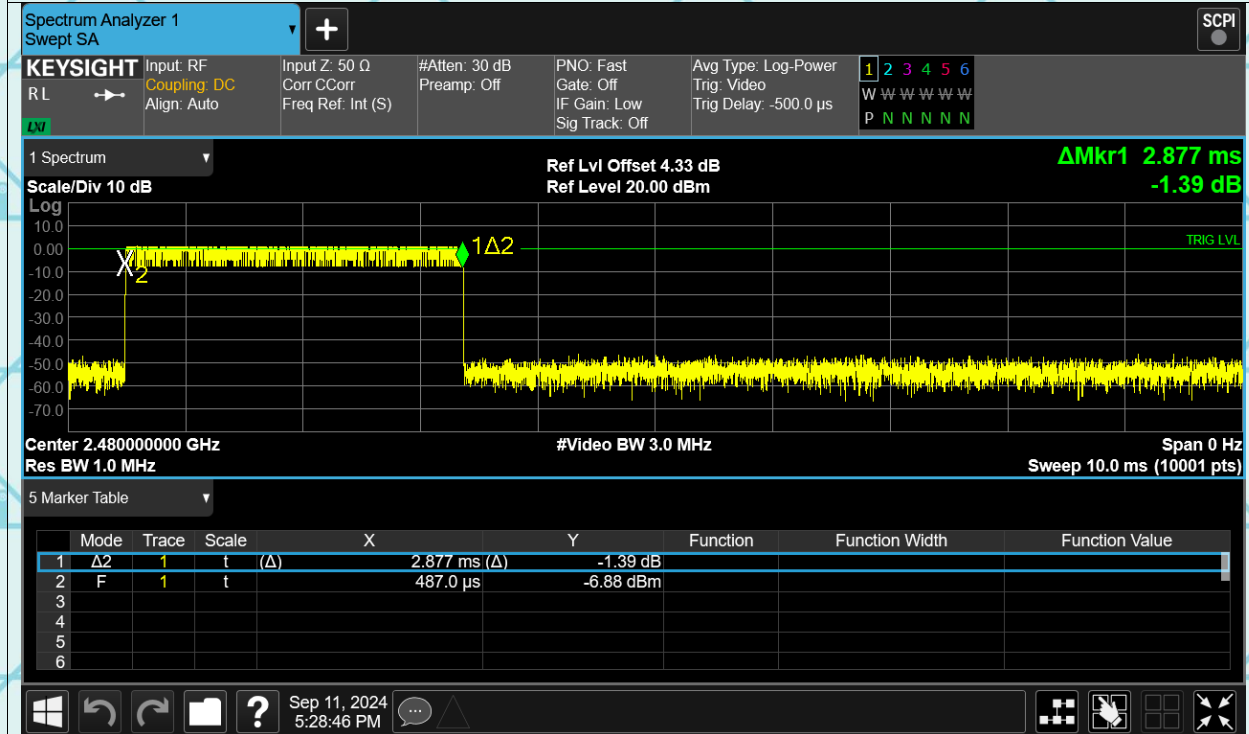 Spectrum Analyzer 1
Swept SA
SCPI
KEYSIGHT
R L
LXI
Input: RF
Coupling: DC
Align: Auto
Input Z: 50 Ω
Corr CCorr
Freq Ref: Int (S)
#Atten: 30 dB
Preamp: Off
PNO: Fast
Gate: Off
IF Gain: Low
Sig Track: Off
Avg Type: Log-Power
Trig: Video
Trig Delay: -500.0 µs
1 2 3 4 5 6
W W W W W W
P N N N N N
1 Spectrum
Scale/Div 10 dB
Log
Ref Lvl Offset 4.33 dB
Ref Level 20.00 dBm
ΔMkr1 2.877 ms
-1.39 dB
10.0
0.00
-10.0
-20.0
-30.0
-40.0
-50.0
-60.0
-70.0
X
2
1Δ2
TRIG LVL
Center 2.480000000 GHz
#Video BW 3.0 MHz
Span 0 Hz
Res BW 1.0 MHz
Sweep 10.0 ms (10001 pts)
5 Marker Table
Mode Trace Scale X Y Function Function Width Function Value
1 Δ2 1 t (Δ) 2.877 ms (Δ) -1.39 dB
2 F 1 t 487.0 µs -6.88 dBm
3
4
5
6
?
Sep 11, 2024
5:28:46 PM